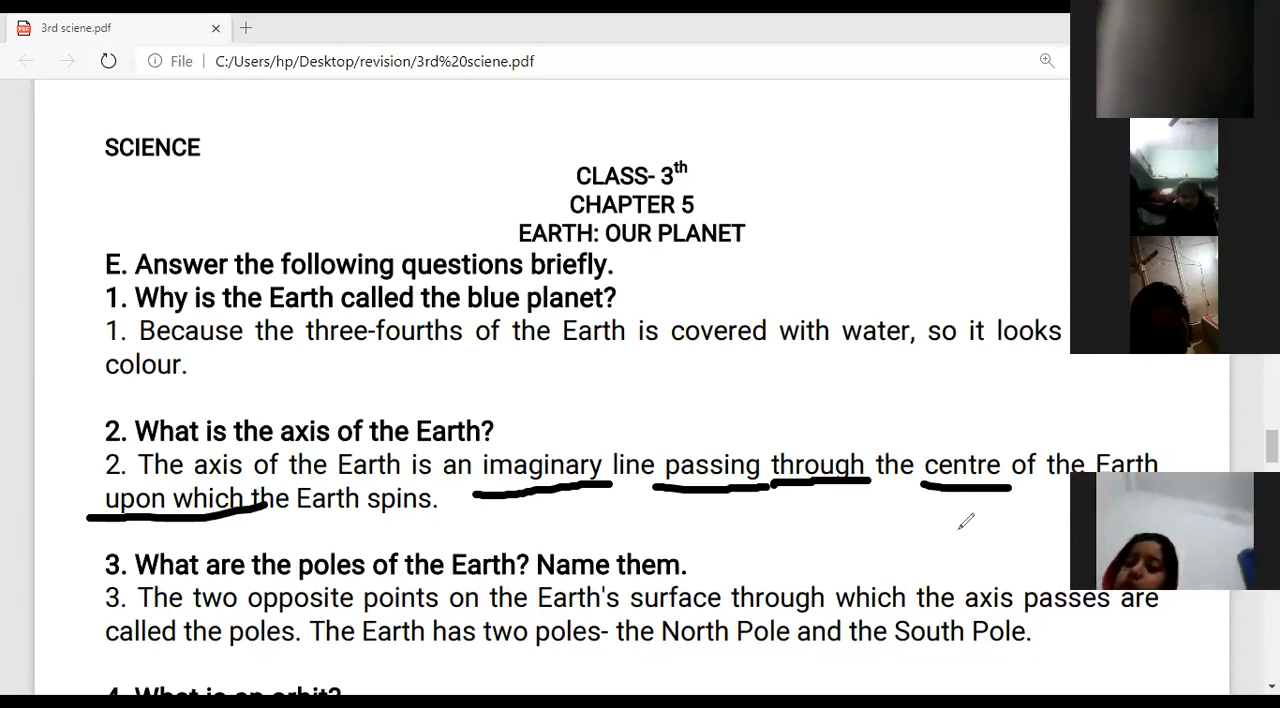 3rd sciene.pdf
File
C:/Users/hp/Desktop/revision/3rd%20sciene.pdf
SCIENCE
CLASS- 3th
CHAPTER 5
EARTH: OUR PLANET
E. Answer the following questions briefly.
1. Why is the Earth called the blue planet?
1. Because the three-fourths of the Earth is covered with water, so it looks
colour.
2. What is the axis of the Earth?
2. The axis of the Earth is an imaginary line passing through the centre of the Earth
upon which the Earth spins.
3. What are the poles of the Earth? Name them.
3. The two opposite points on the Earth's surface through which the axis passes are
called the poles. The Earth has two poles- the North Pole and the South Pole.
4. What is an orbit?